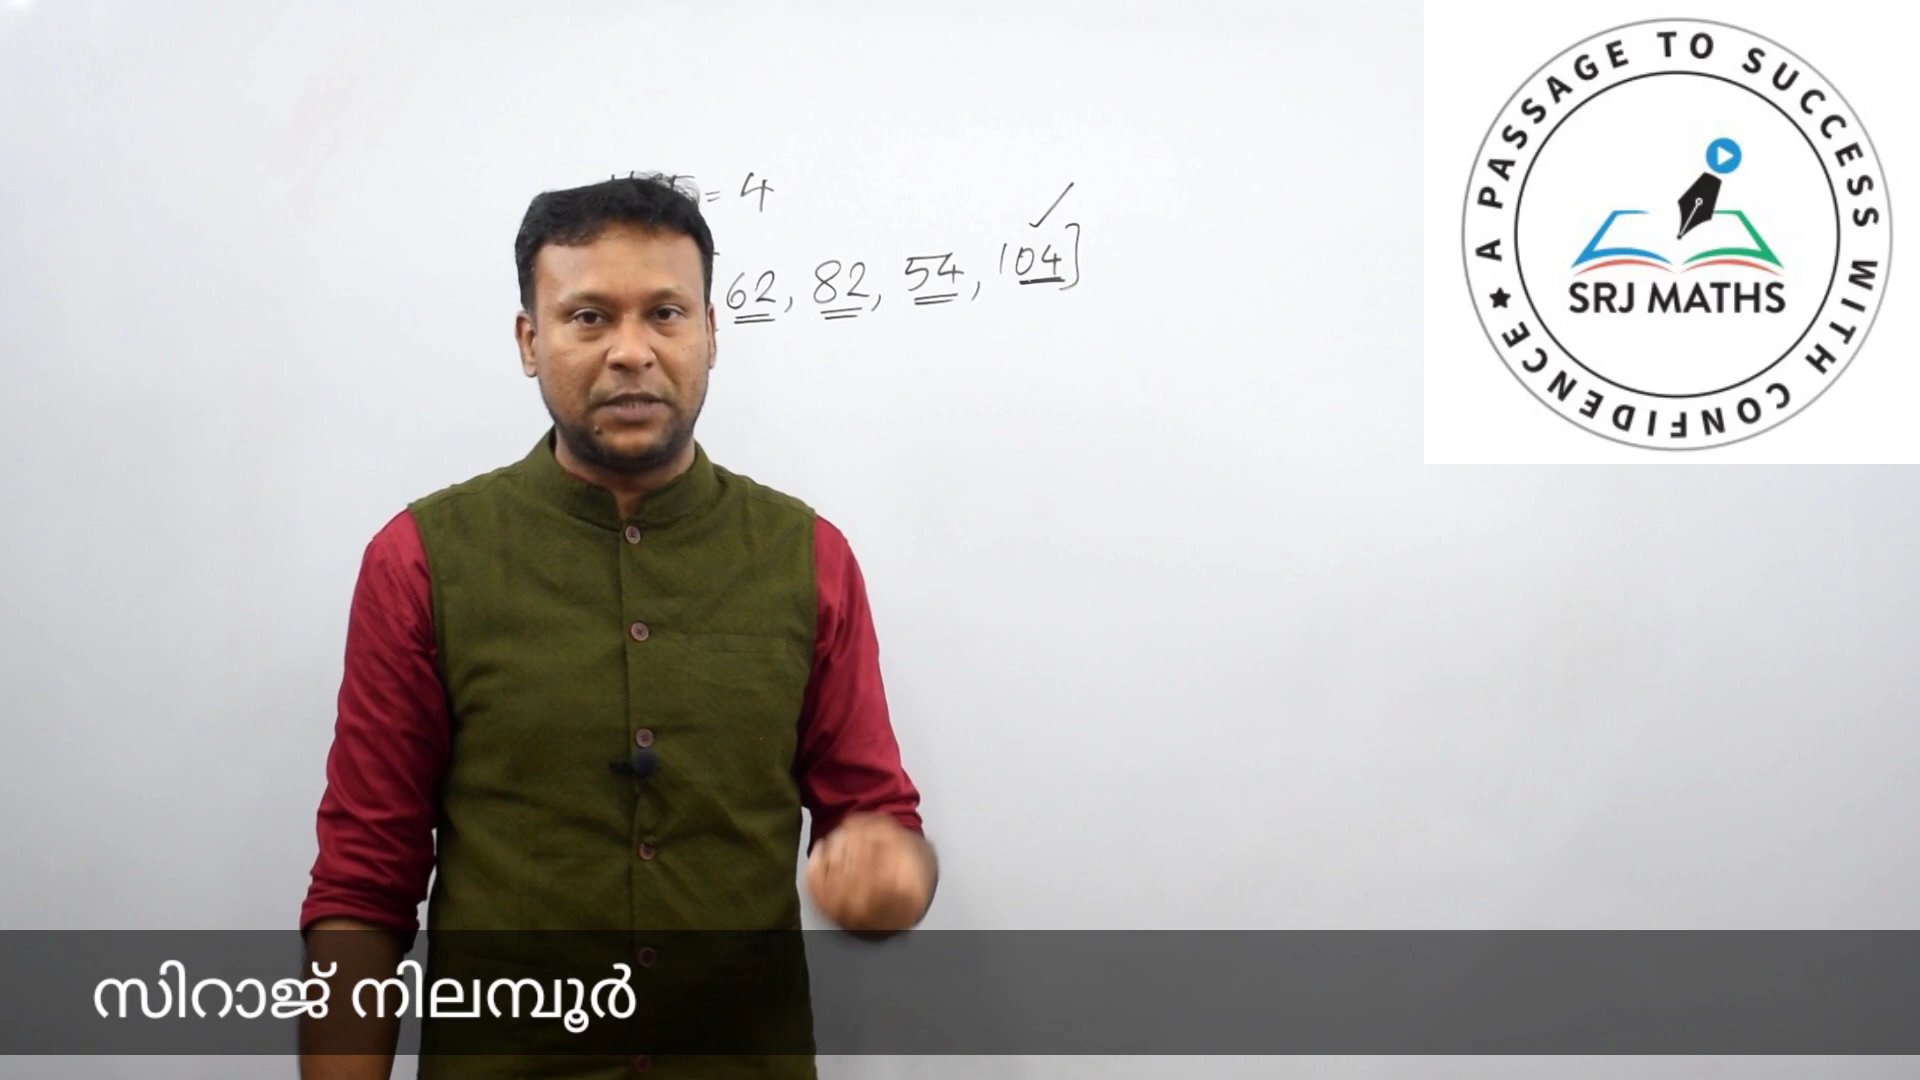 = 4
62, 82, 54, 104]
A PASSAGE TO SUCCESS WITH CONFIDENCE
SRJ MATHS
സിറാജ് നിലമ്പൂർ